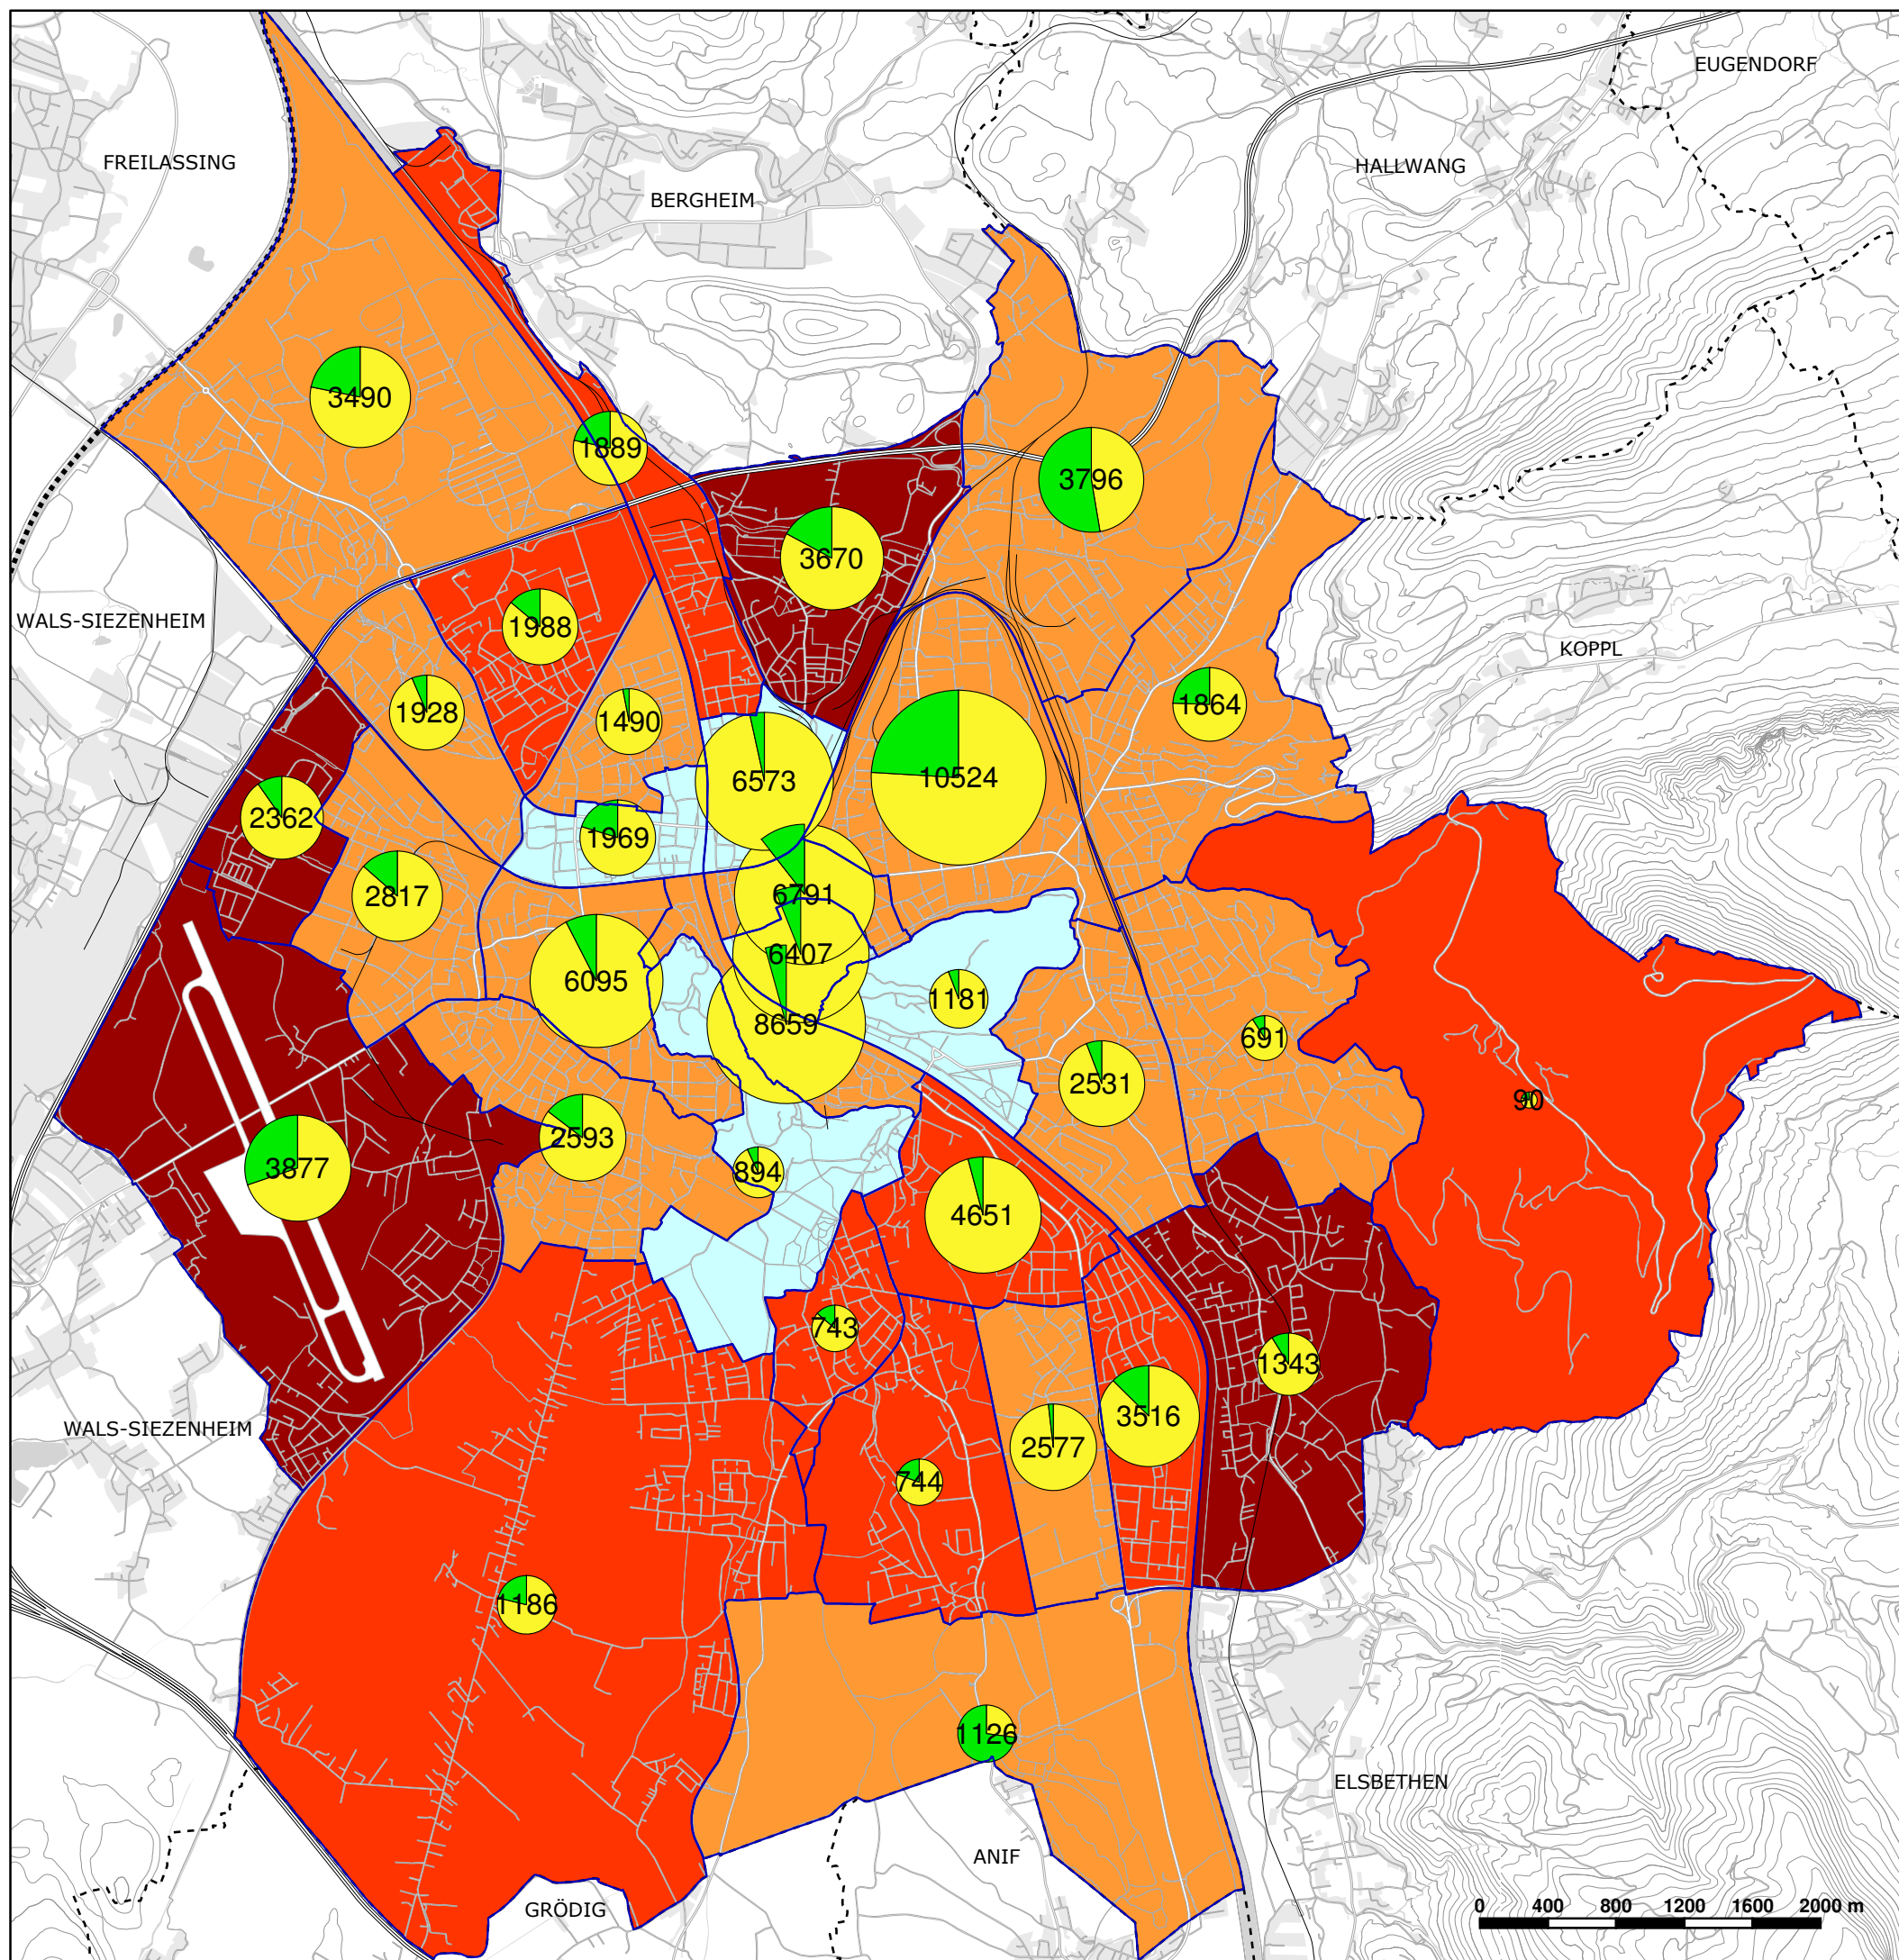 EUGENDORF
FREILASSING
HALLWANG
BERGHEIM
3490
1889
3796
3670
WALS-SIEZENHEIM
1988
KOPPL
1928
1490
1864
6573
10524
2362
1969
2817
6791
6407
6095
1181
8659
691
2531
90
2593
3877
894
4651
743
1343
3516
WALS-SIEZENHEIM
2577
744
1186
1126
ELSBETHEN
ANIF
GRÖDIG
0 400 800 1200 1600 2000 m